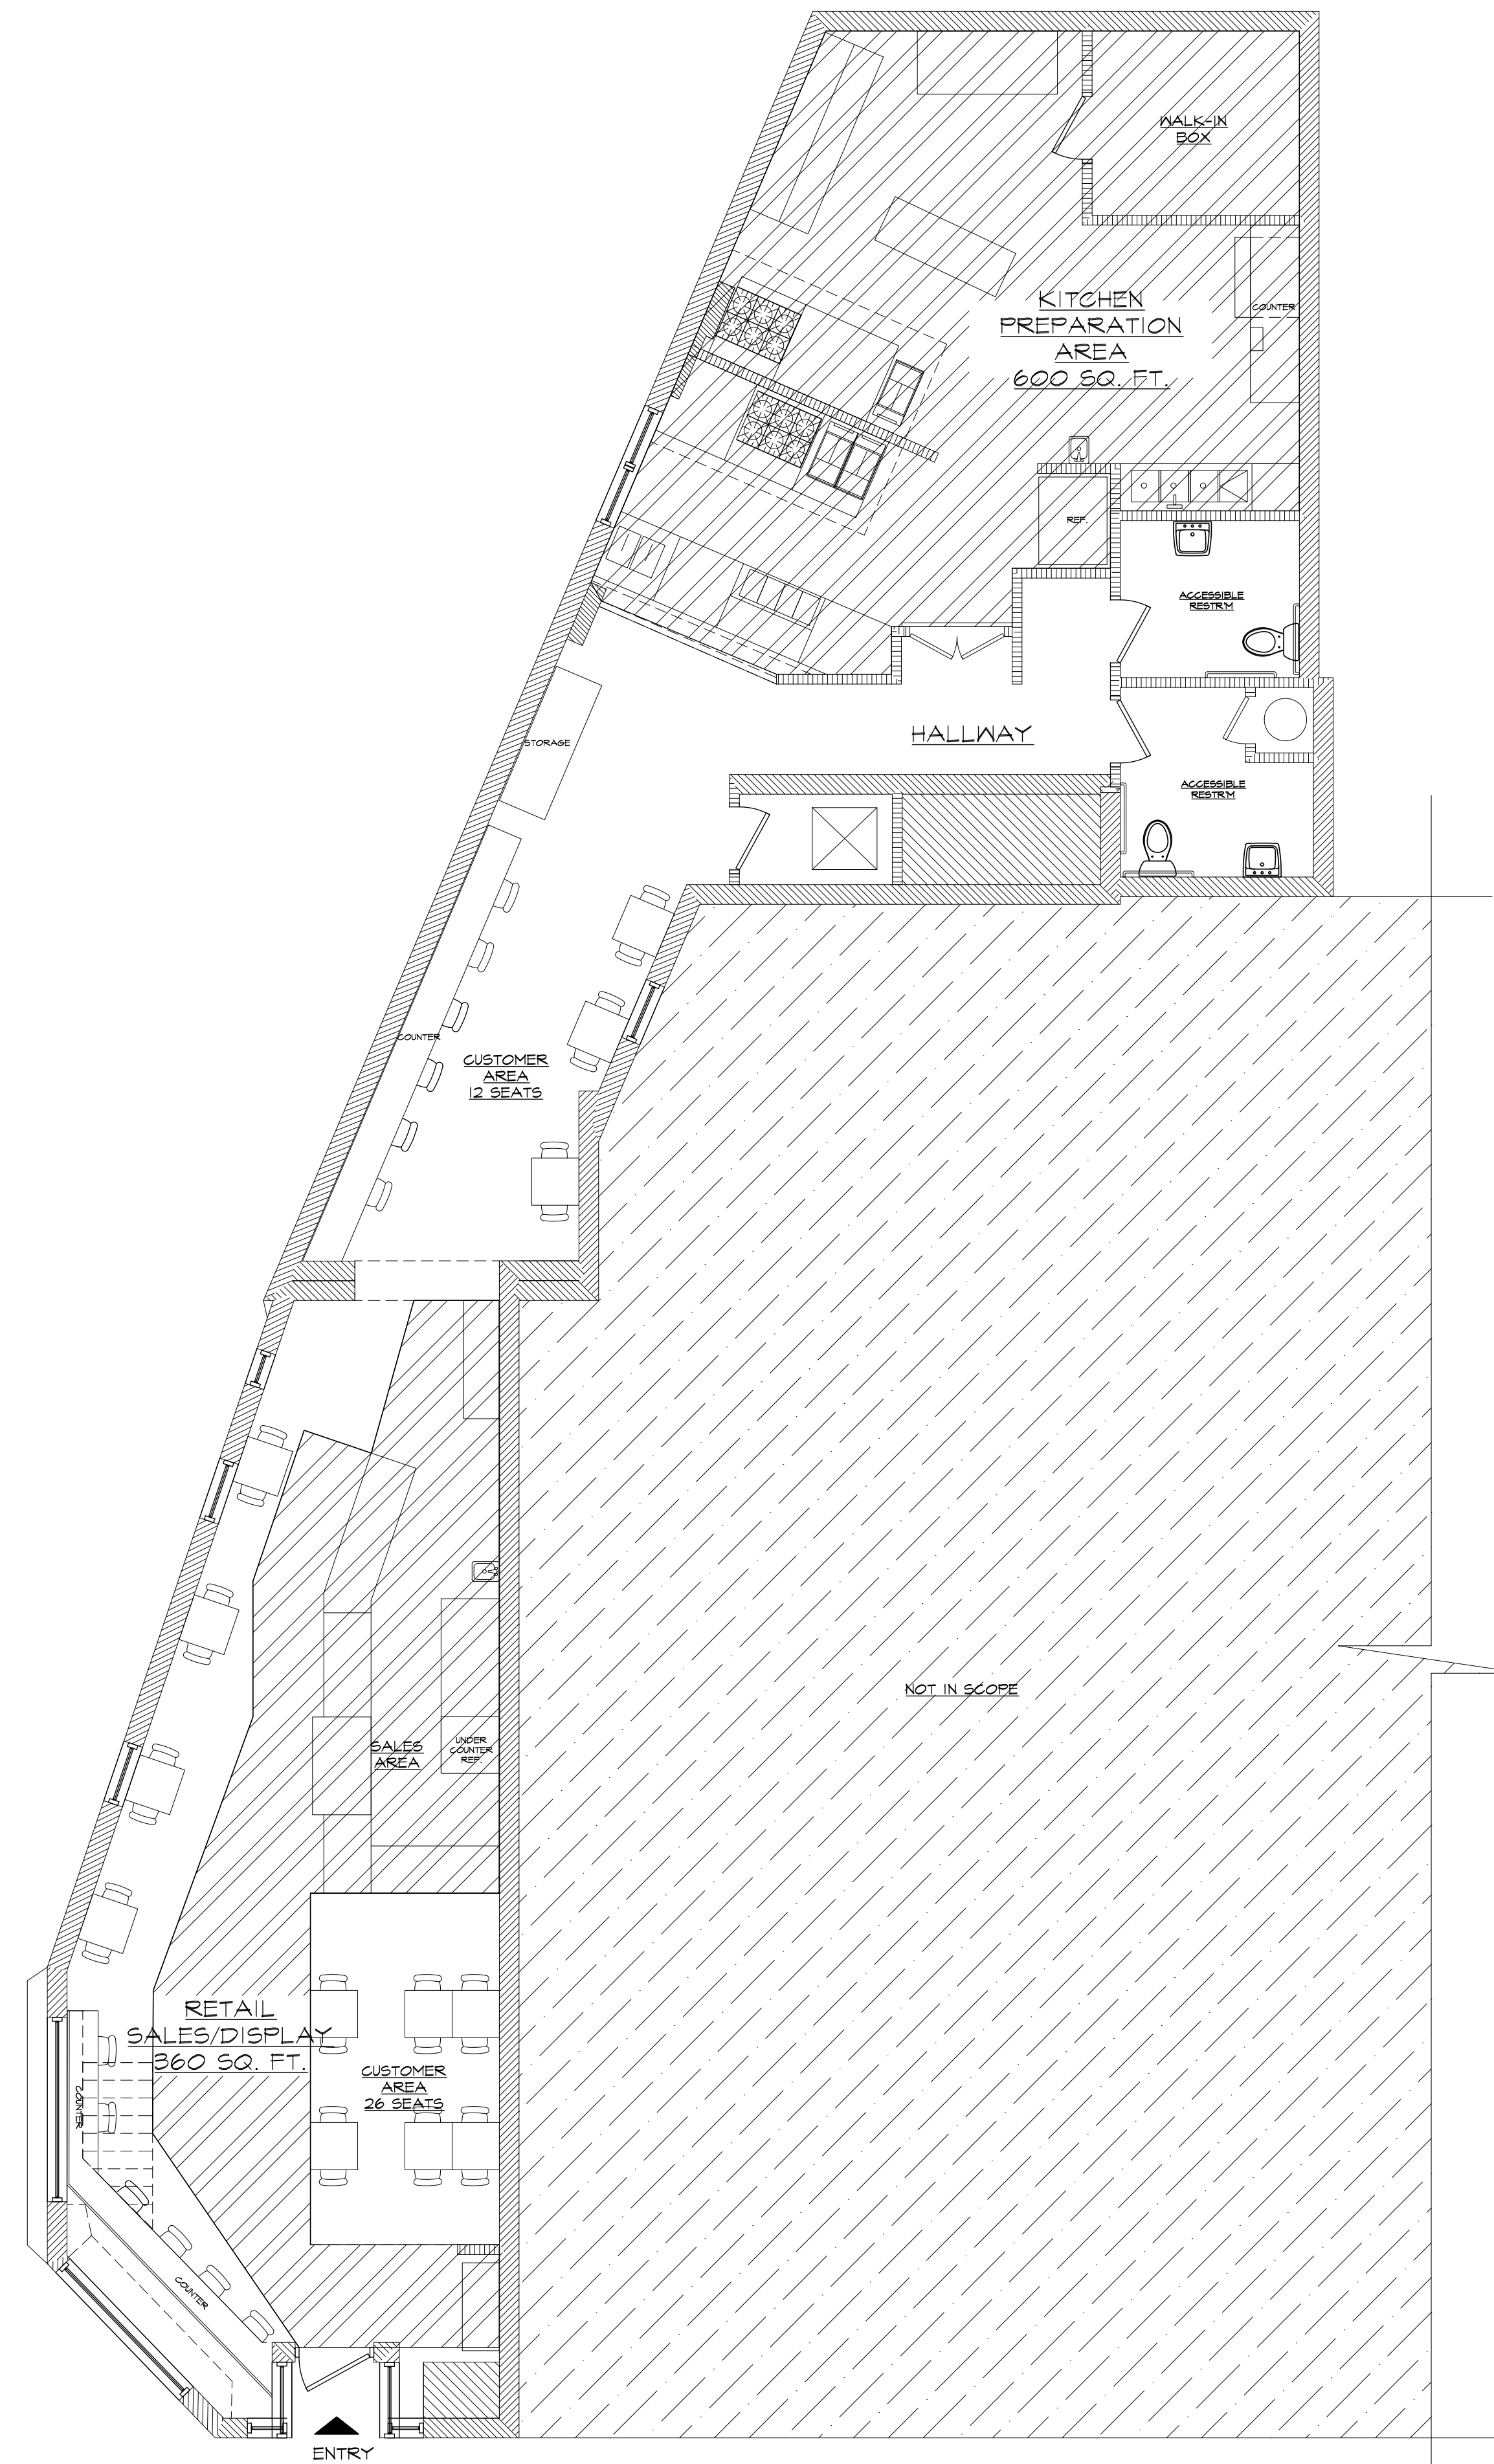 WALK-IN
BOX
KITCHEN
PREPARATION
AREA
600 SQ. FT.
COUNTER
REF.
ACCESSIBLE
RESTR'M
HALLWAY
STORAGE
ACCESSIBLE
RESTR'M
COUNTER
CUSTOMER
AREA
12 SEATS
NOT IN SCOPE
SALES
AREA
UNDER
COUNTER
REF.
RETAIL
SALES/DISPLAY
360 SQ. FT.
CUSTOMER
AREA
26 SEATS
COUNTER
COUNTER
ENTRY